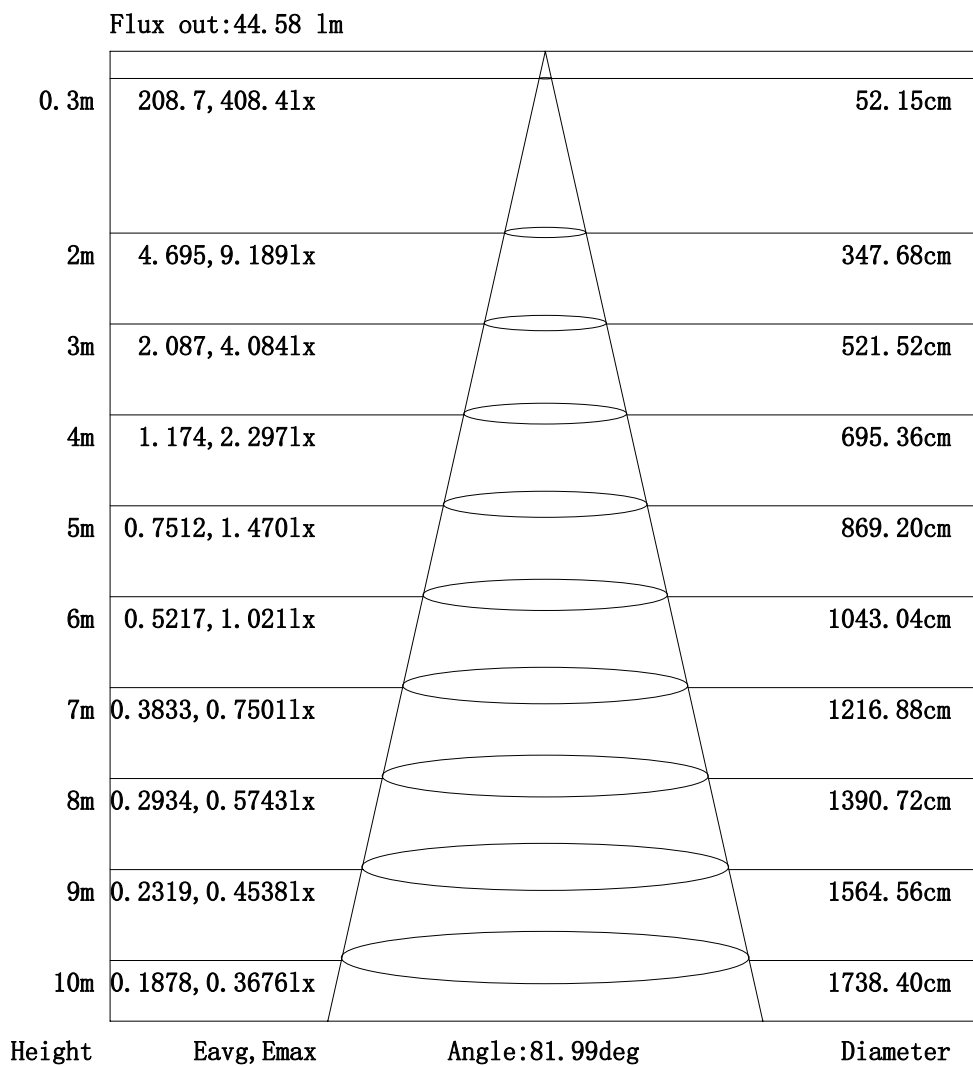 Flux out:44.58 lm
0.3m 208.7,408.4lx 52.15cm
2m 4.695,9.189lx 347.68cm
3m 2.087,4.084lx 521.52cm
4m 1.174,2.297lx 695.36cm
5m 0.7512,1.470lx 869.20cm
6m 0.5217,1.021lx 1043.04cm
7m 0.3833,0.7501lx 1216.88cm
8m 0.2934,0.5743lx 1390.72cm
9m 0.2319,0.4538lx 1564.56cm
10m 0.1878,0.3676lx 1738.40cm
Height Eavg,Emax Angle:81.99deg Diameter